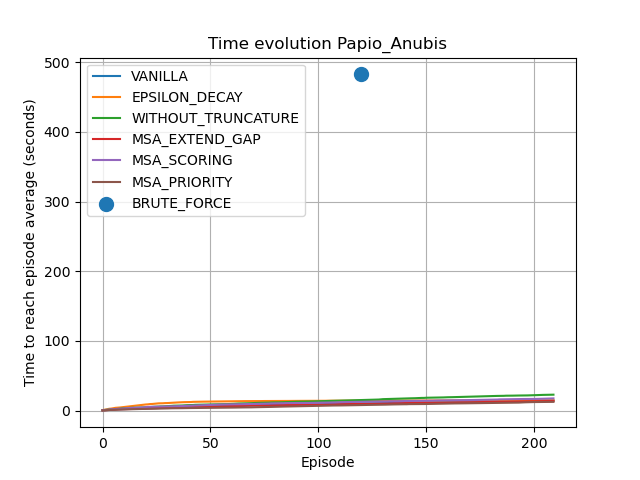 Time evolution Papio_Anubis
500
400
300
200
100
0
Time to reach episode average (seconds)
VANILLA
EPSILON_DECAY
WITHOUT_TRUNCATURE
MSA_EXTEND_GAP
MSA_SCORING
MSA_PRIORITY
BRUTE_FORCE
0 50 100 150 200
Episode